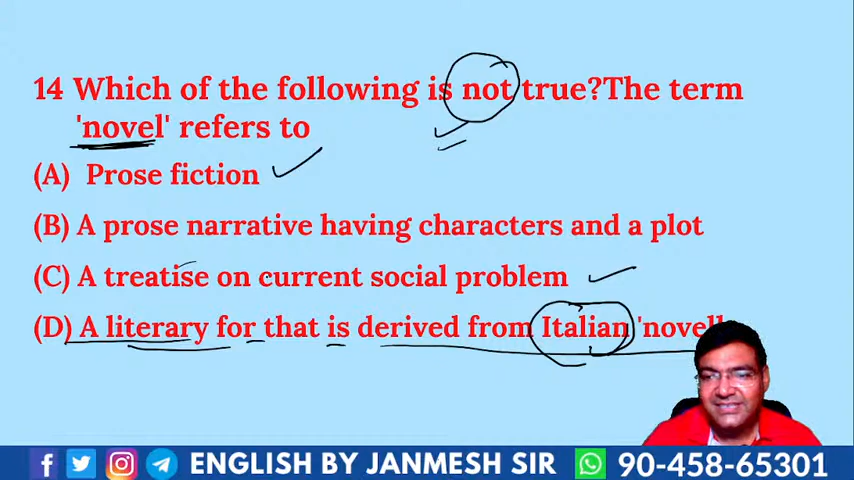 14 Which of the following is not true?The term
'novel' refers to
(A) Prose fiction
(B) A prose narrative having characters and a plot
(C) A treatise on current social problem
(D) A literary for that is derived from Italian
ENGLISH BY JANMESH SIR 90-458-65301